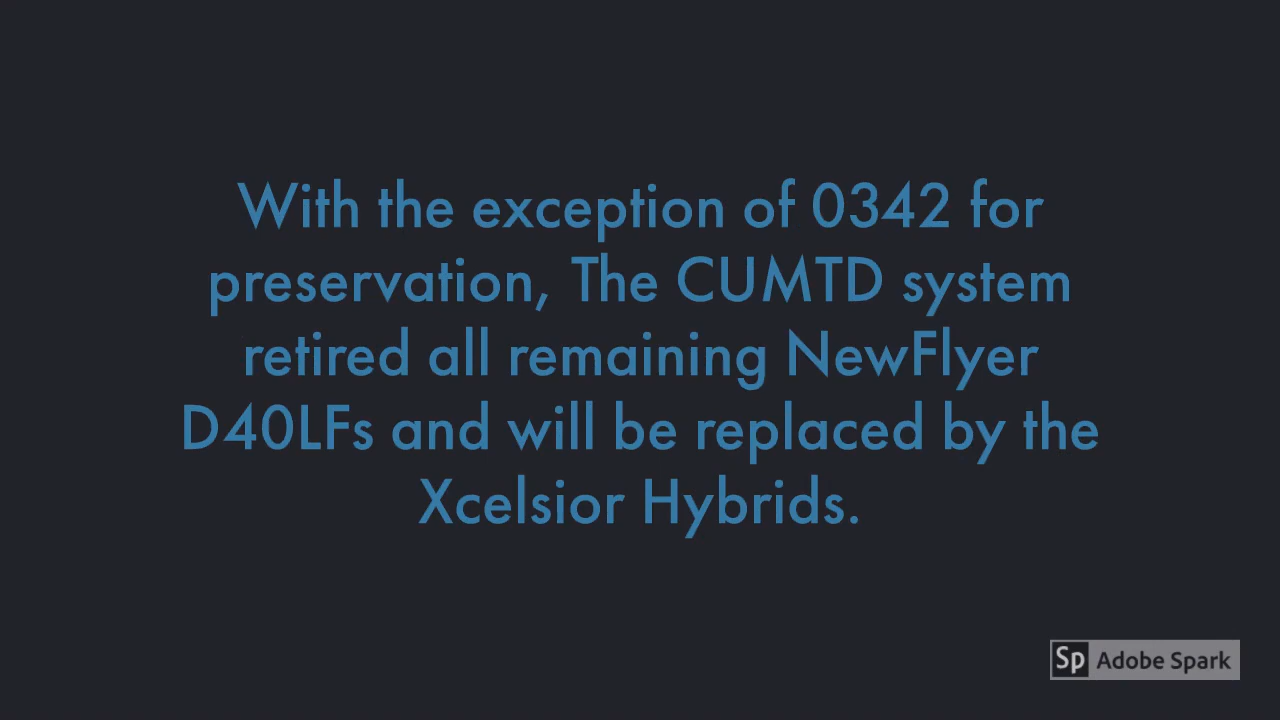 With the exception of 0342 for
preservation, The CUMTD system
retired all remaining NewFlyer
D40LFs and will be replaced by the
Xcelsior Hybrids.
Sp Adobe Spark